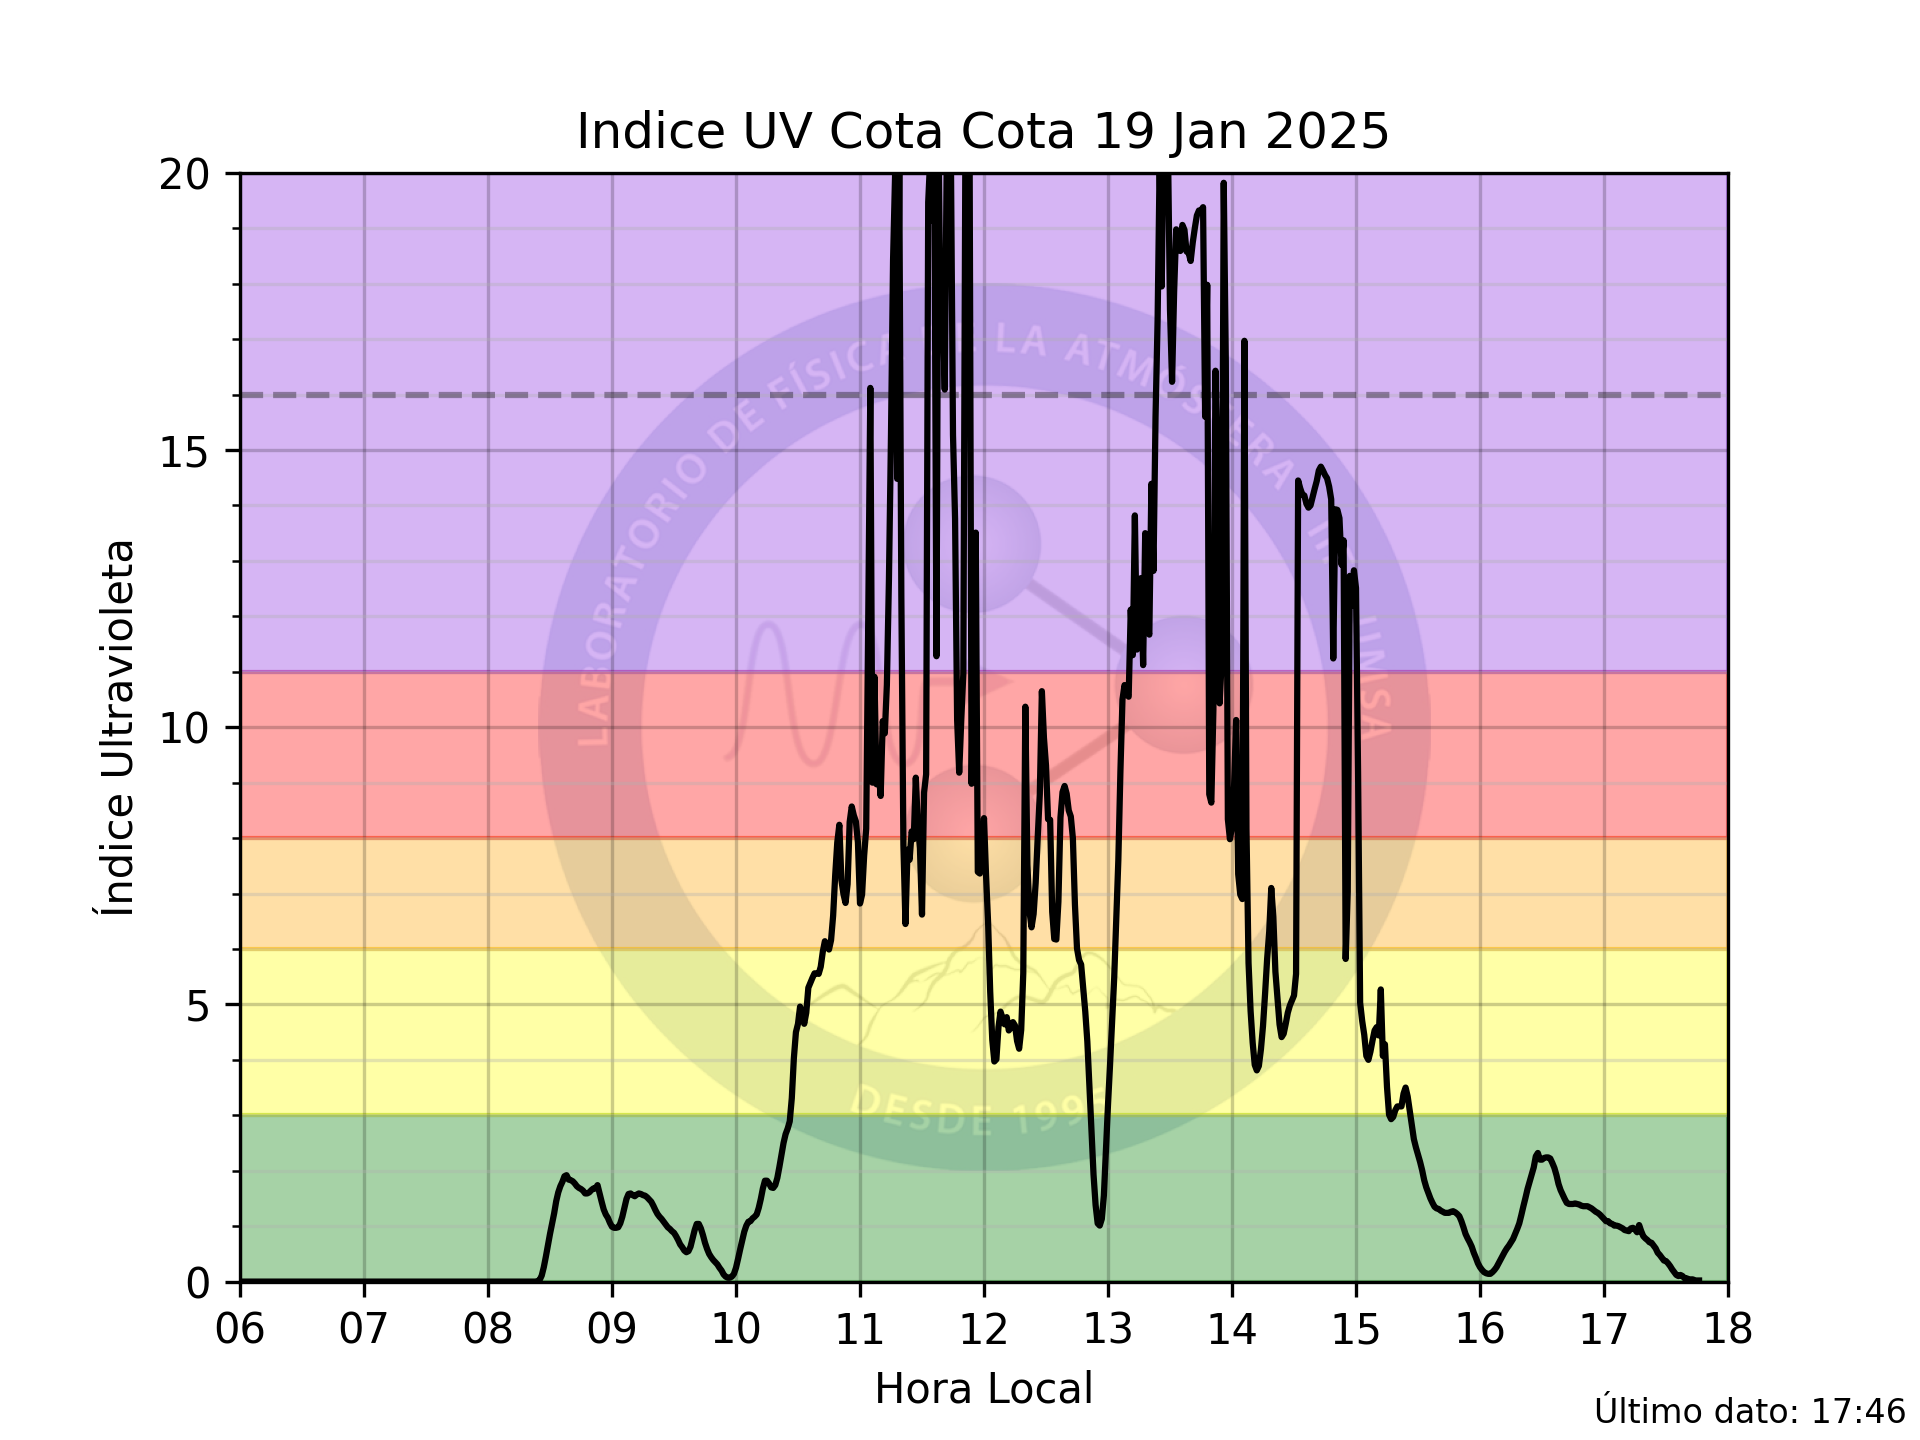 Indice UV Cota Cota 19 Jan 2025
20
15
10
5
0
Índice Ultravioleta
06 07 08 09 10 11 12 13 14 15 16 17 18
Hora Local
Último dato: 17:46
LABORATORIO DE FÍSICA LA ATMÓSFERA UMSA
DESDE